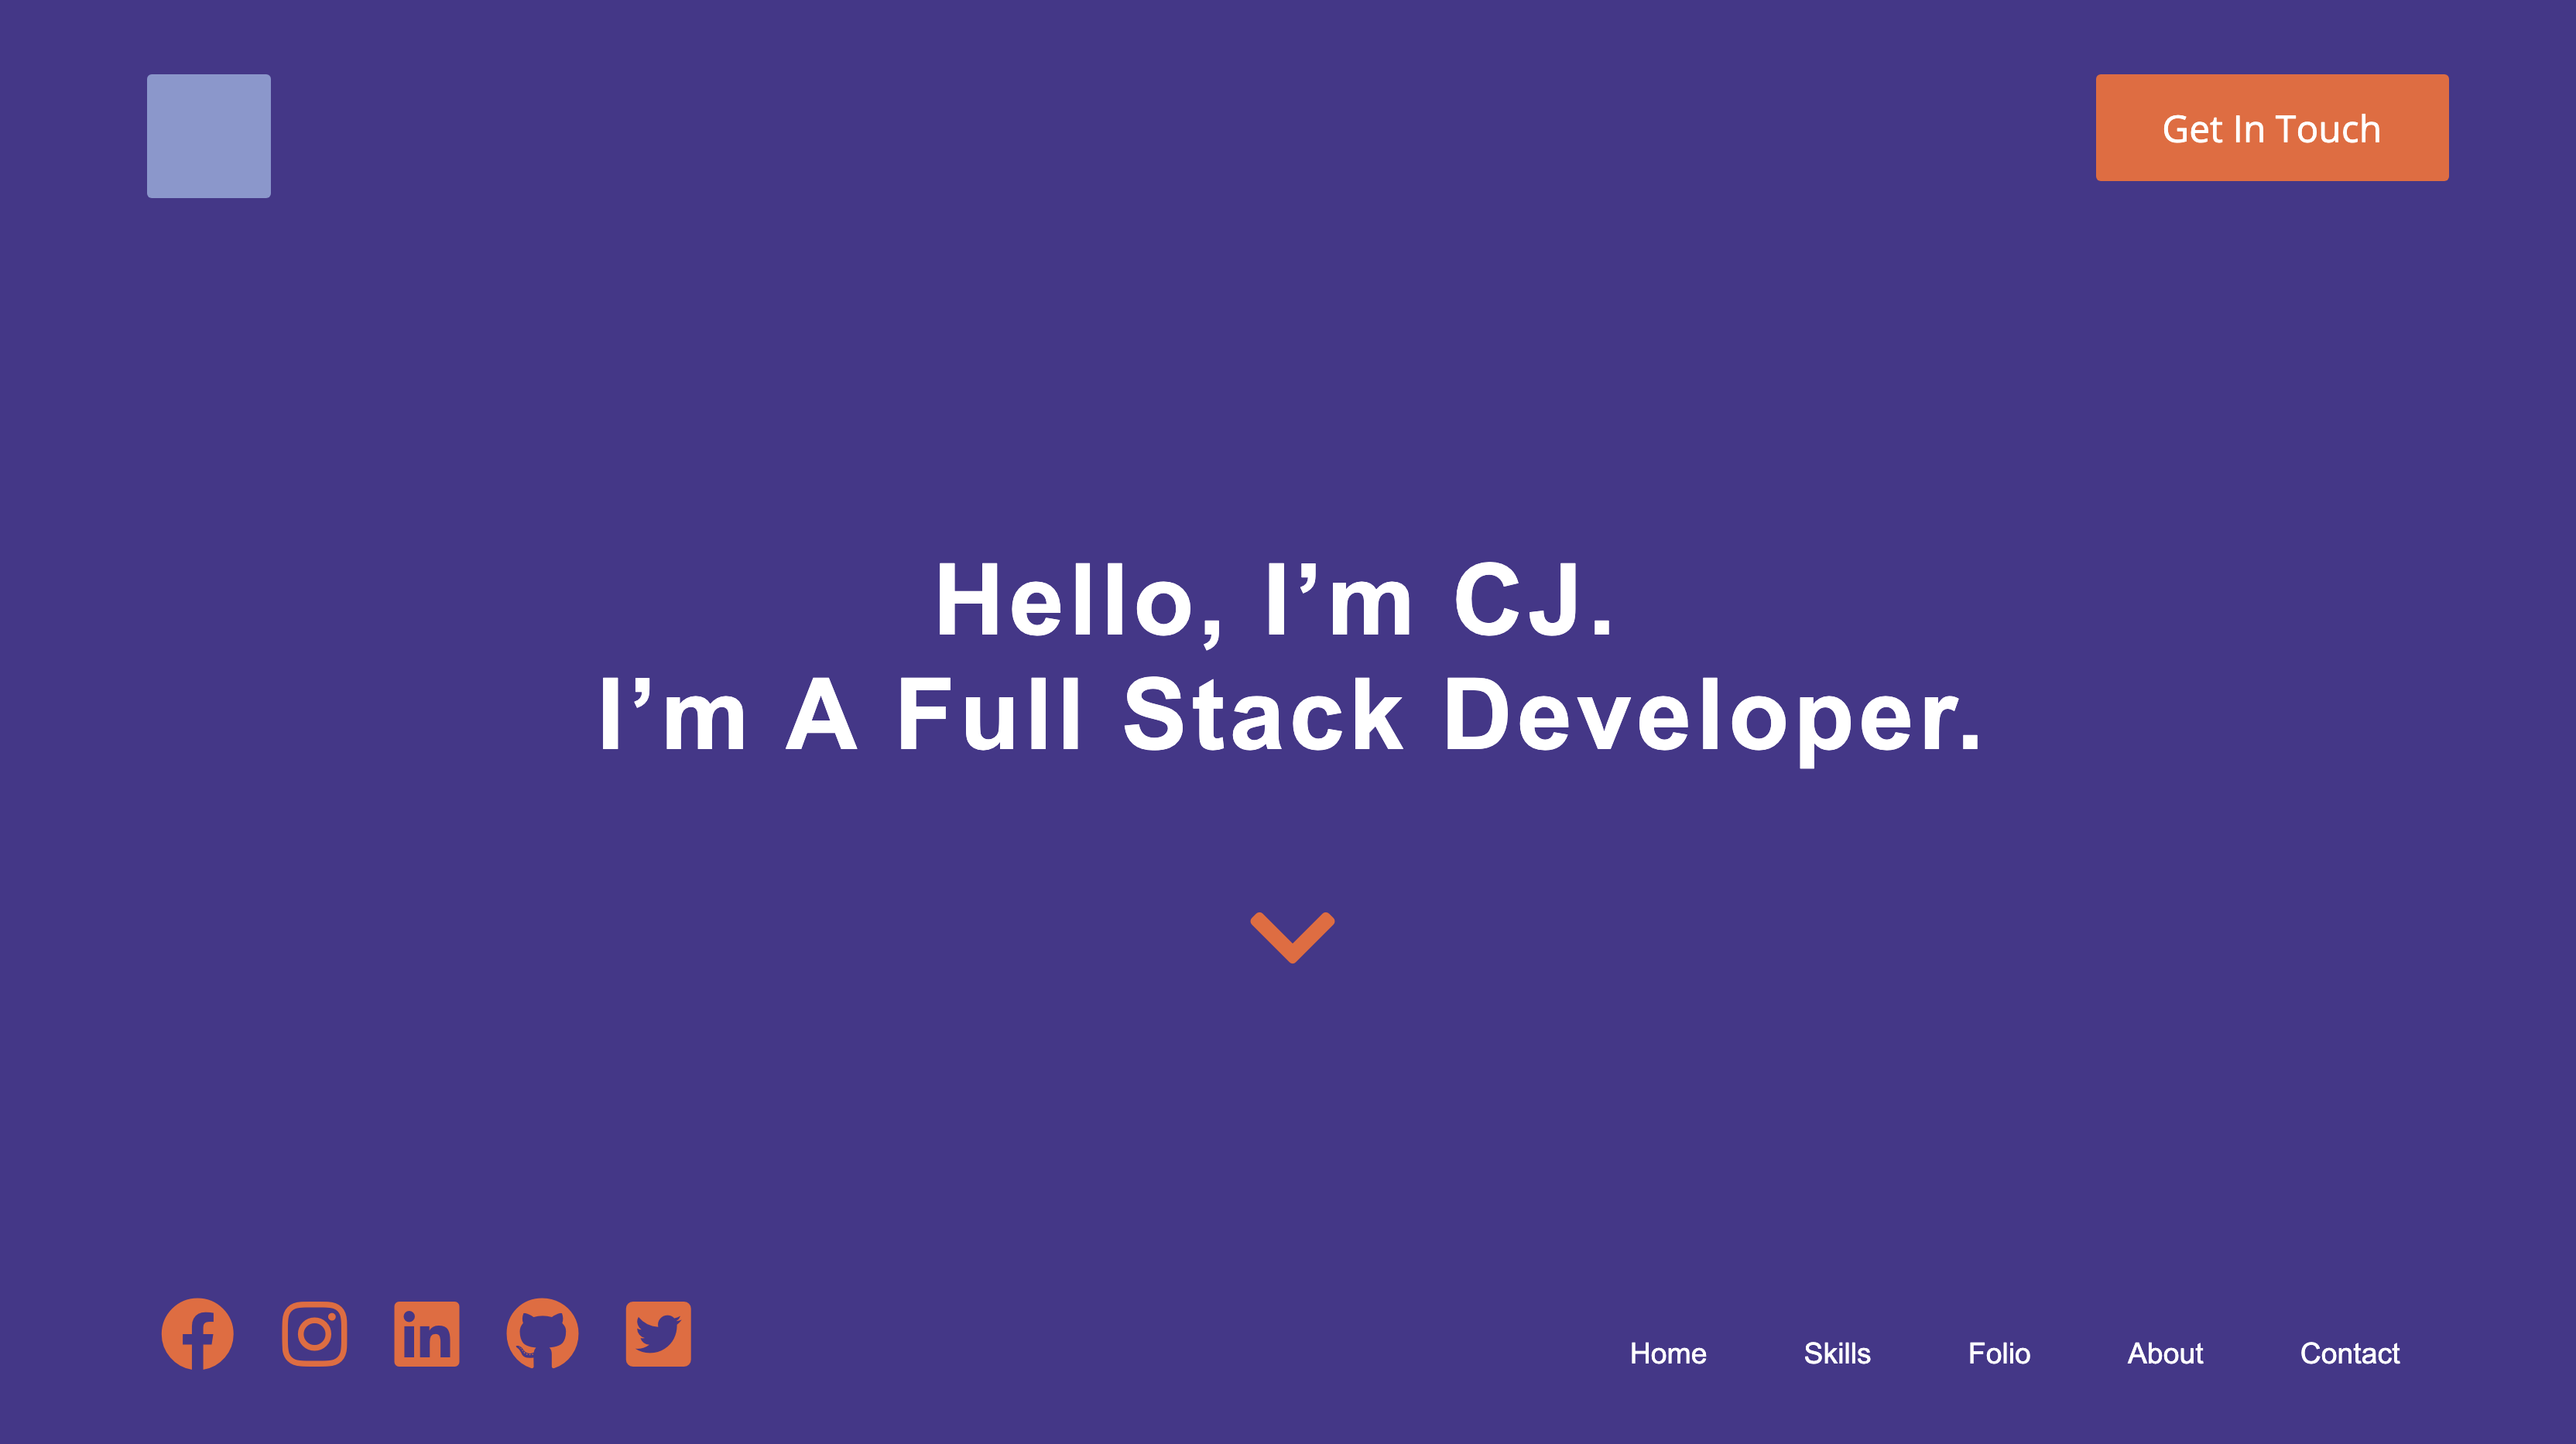 Get In Touch
Hello, I’m CJ.
I’m A Full Stack Developer.
Home Skills Folio About Contact